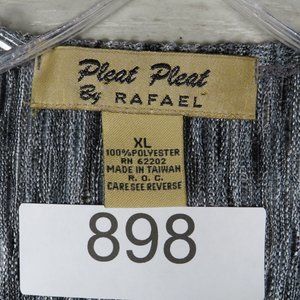 Pleat Pleat
By RAFAEL
XL
100% POLYESTER
RN 62202
MADE IN TAIWAN
R. O. C.
CARE SEE REVERSE
898